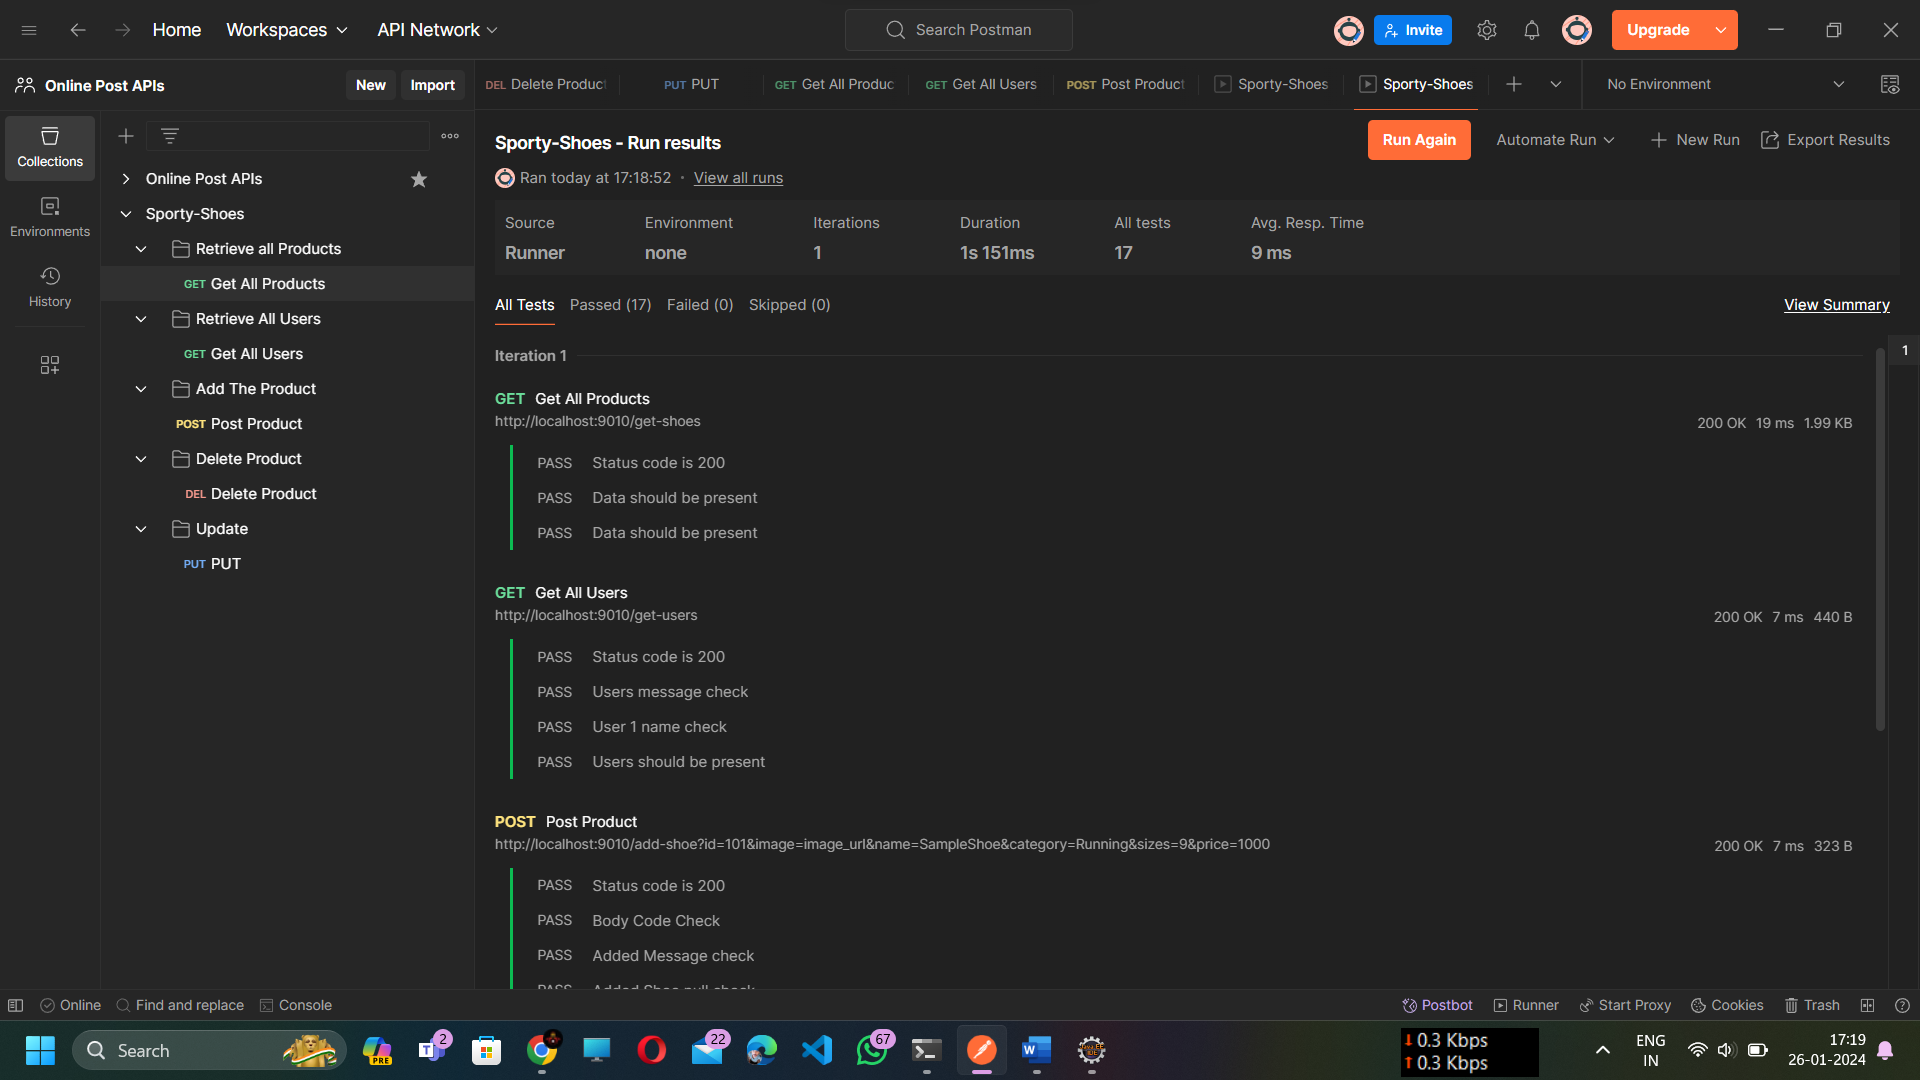 Home
Workspaces
API Network
Search Postman
Invite
Upgrade
Online Post APIs
New
Import
DEL Delete Product
PUT PUT
GET Get All Produc
GET Get All Users
POST Post Product
Sporty-Shoes
Sporty-Shoes
No Environment
Collections
Environments
History
Online Post APIs
Sporty-Shoes
Retrieve all Products
GET Get All Products
Retrieve All Users
GET Get All Users
Add The Product
POST Post Product
Delete Product
DEL Delete Product
Update
PUT PUT
Sporty-Shoes - Run results
Run Again
Automate Run
New Run
Export Results
Ran today at 17:18:52 · View all runs
Source Environment Iterations Duration All tests Avg. Resp. Time
Runner none 1 1s 151ms 17 9 ms
All Tests Passed (17) Failed (0) Skipped (0) View Summary
Iteration 1
1
GET Get All Products
http://localhost:9010/get-shoes
200 OK 19 ms 1.99 KB
PASS Status code is 200
PASS Data should be present
PASS Data should be present
GET Get All Users
http://localhost:9010/get-users
200 OK 7 ms 440 B
PASS Status code is 200
PASS Users message check
PASS User 1 name check
PASS Users should be present
POST Post Product
http://localhost:9010/add-shoe?id=101&image=image_url&name=SampleShoe&category=Running&sizes=9&price=1000
200 OK 7 ms 323 B
PASS Status code is 200
PASS Body Code Check
PASS Added Message check
PASS Added Shoe null check
Online
Find and replace
Console
Postbot
Runner
Start Proxy
Cookies
Trash
Search
PRE
2
22
67
0.3 Kbps
0.3 Kbps
ENG
IN
17:19
26-01-2024